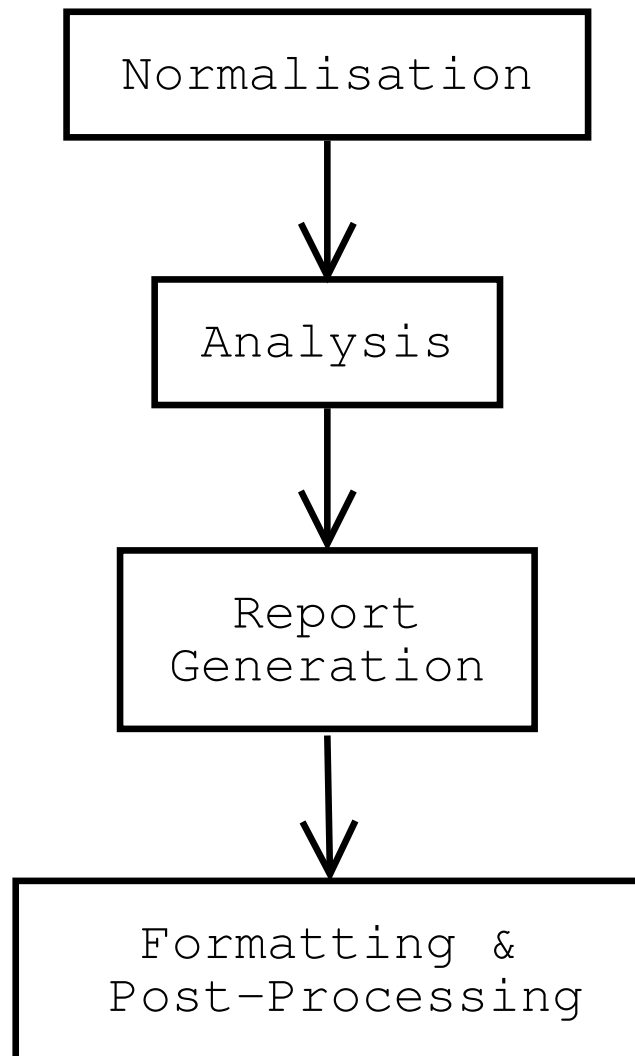 Normalisation
Analysis
Report
Generation
Formatting &
Post-Processing